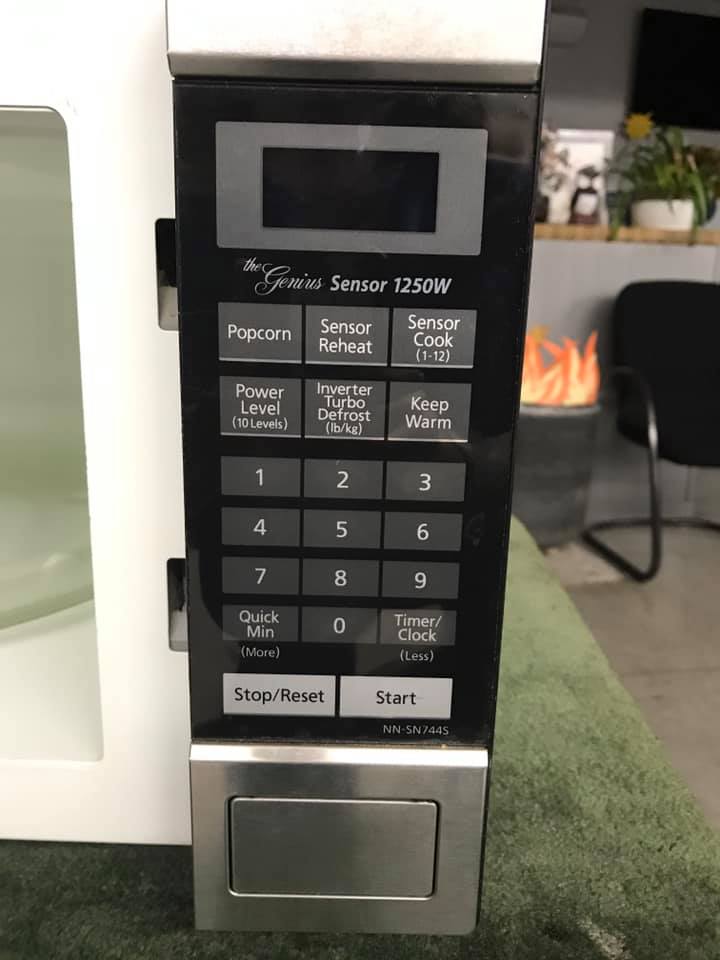 the Genius Sensor 1250W
Popcorn
Sensor
Reheat
Sensor
Cook
(1-12)
Power
Level
(10 Levels)
Inverter
Turbo
Defrost
(lb/kg)
Keep
Warm
1 2 3
4 5 6
7 8 9
Quick
Min
(More)
0
Timer/
Clock
(Less)
Stop/Reset
Start
NN-SN744S